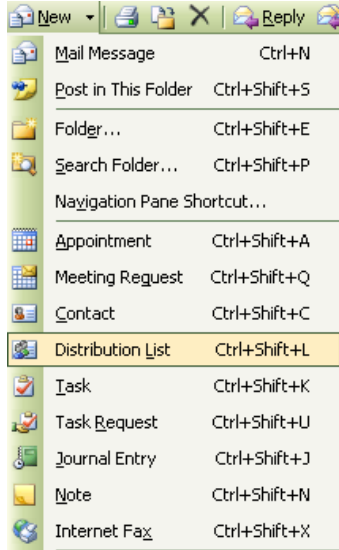 New Reply
Mail Message Ctrl+N
Post in This Folder Ctrl+Shift+S
Folder... Ctrl+Shift+E
Search Folder... Ctrl+Shift+P
Navigation Pane Shortcut...
Appointment Ctrl+Shift+A
Meeting Request Ctrl+Shift+Q
Contact Ctrl+Shift+C
Distribution List Ctrl+Shift+L
Task Ctrl+Shift+K
Task Request Ctrl+Shift+U
Journal Entry Ctrl+Shift+J
Note Ctrl+Shift+N
Internet Fax Ctrl+Shift+X